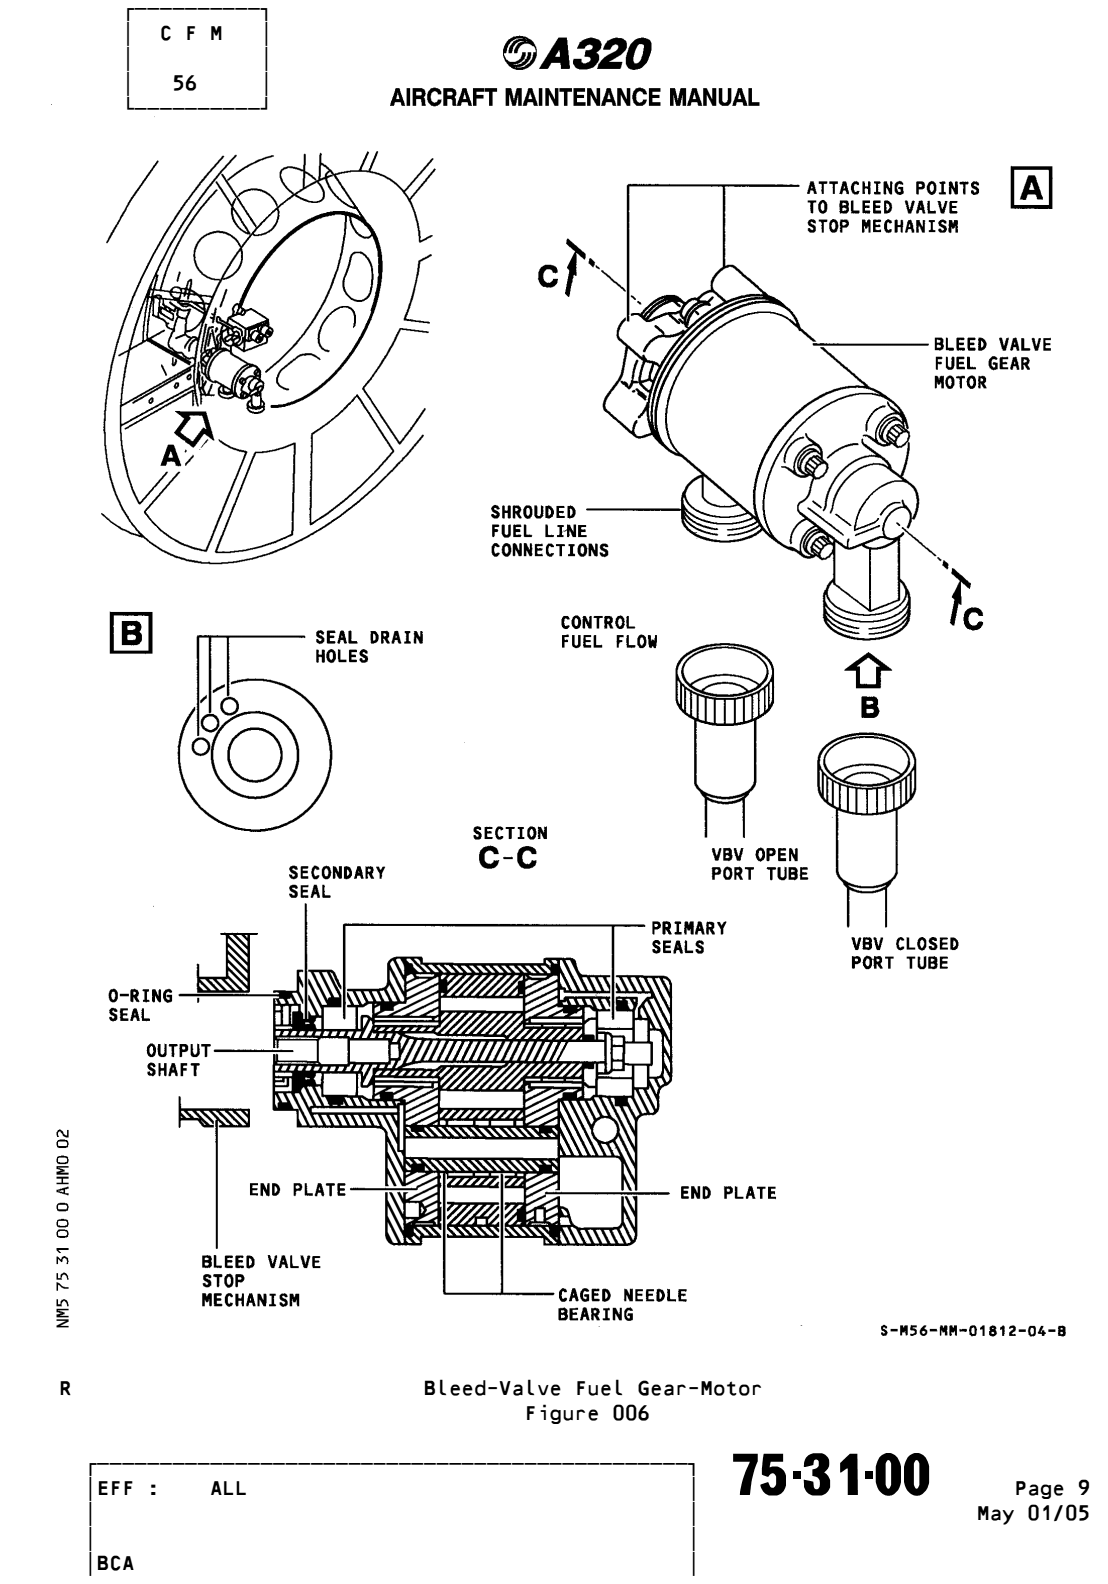 C F M
56
A320
AIRCRAFT MAINTENANCE MANUAL
A
ATTACHING POINTS
TO BLEED VALVE
STOP MECHANISM
A
C
BLEED VALVE
FUEL GEAR
MOTOR
SHROUDED
FUEL LINE
CONNECTIONS
C
B
B
SEAL DRAIN
HOLES
CONTROL
FUEL FLOW
VBV OPEN
PORT TUBE
VBV CLOSED
PORT TUBE
SECTION
C-C
SECONDARY
SEAL
PRIMARY
SEALS
O-RING
SEAL
OUTPUT
SHAFT
END PLATE
END PLATE
BLEED VALVE
STOP
MECHANISM
CAGED NEEDLE
BEARING
NM5 75 31 00 0 AHM0 02
S-M56-MM-01812-04-B
R
Bleed-Valve Fuel Gear-Motor
Figure 006
EFF : ALL
BCA
75-31-00
Page 9
May 01/05